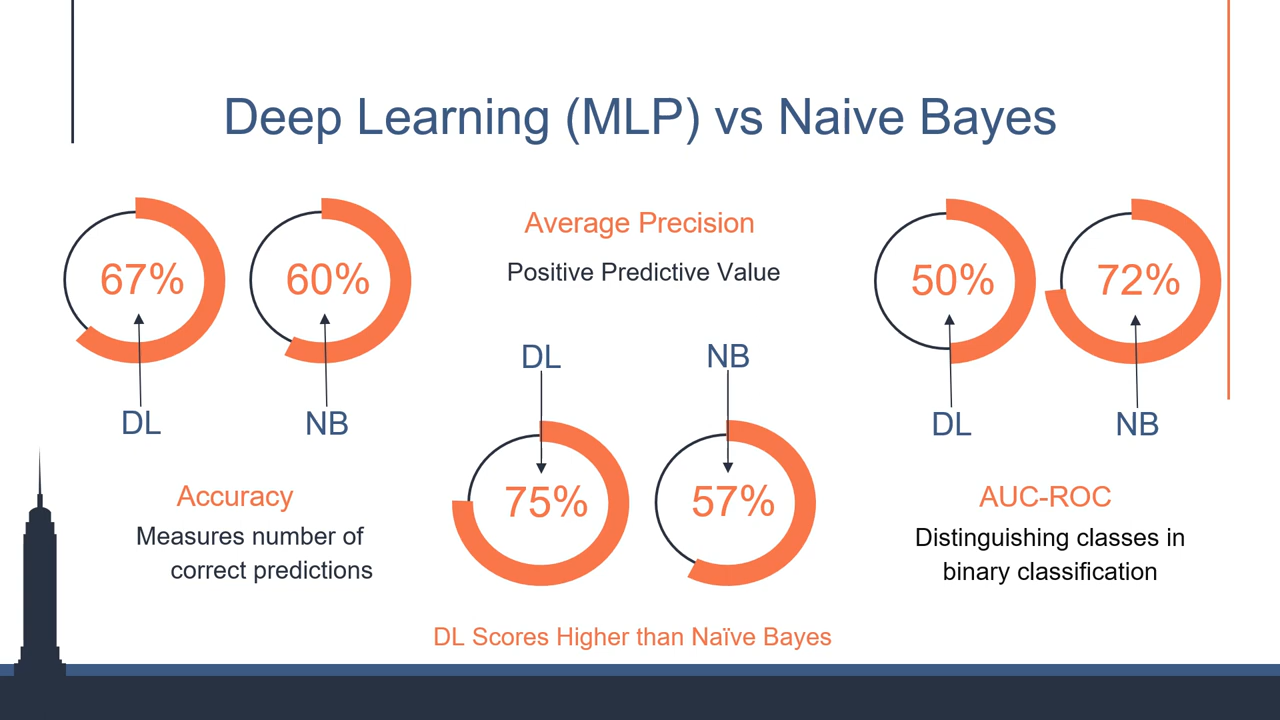 Deep Learning (MLP) vs Naive Bayes
67%
60%
DL
NB
Accuracy
Measures number of
correct predictions
Average Precision
Positive Predictive Value
DL
NB
75%
57%
50%
72%
DL
NB
AUC-ROC
Distinguishing classes in
binary classification
DL Scores Higher than Naïve Bayes